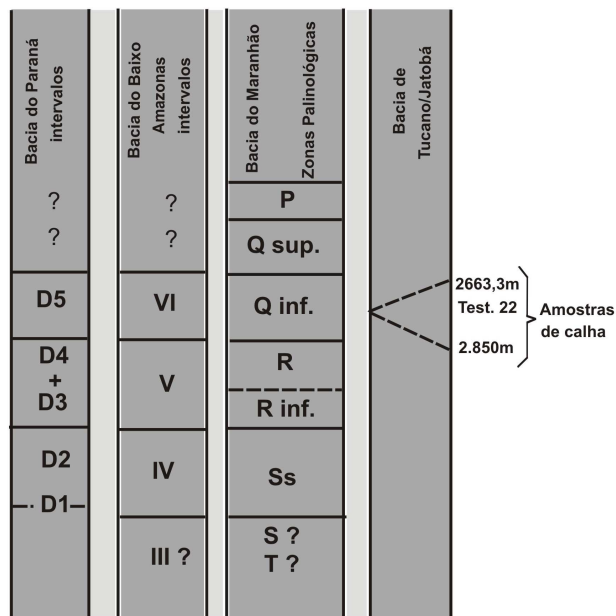 Bacia do Paraná
intervalos
?
?
D5
D4
+
D3
D2
D1
Bacia do Baixo
Amazonas
intervalos
?
?
VI
V
IV
III ?
Bacia do Maranhão
Zonas Palinológicas
P
Q sup.
Q inf.
R
R inf.
Ss
S ?
T ?
Bacia de
Tucano/Jatobá
2663,3m
Test. 22
2.850m
Amostras
de calha